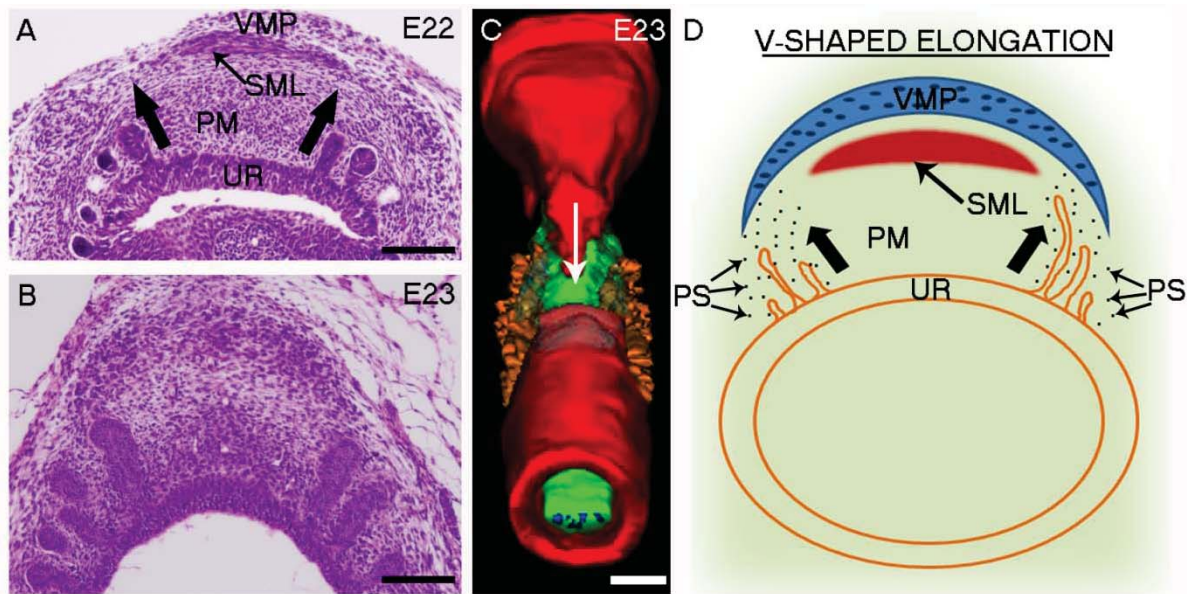 A
E22
VMP
SML
PM
UR
B
E23
C
E23
D
V-SHAPED ELONGATION
VMP
SML
PM
PS
UR
PS